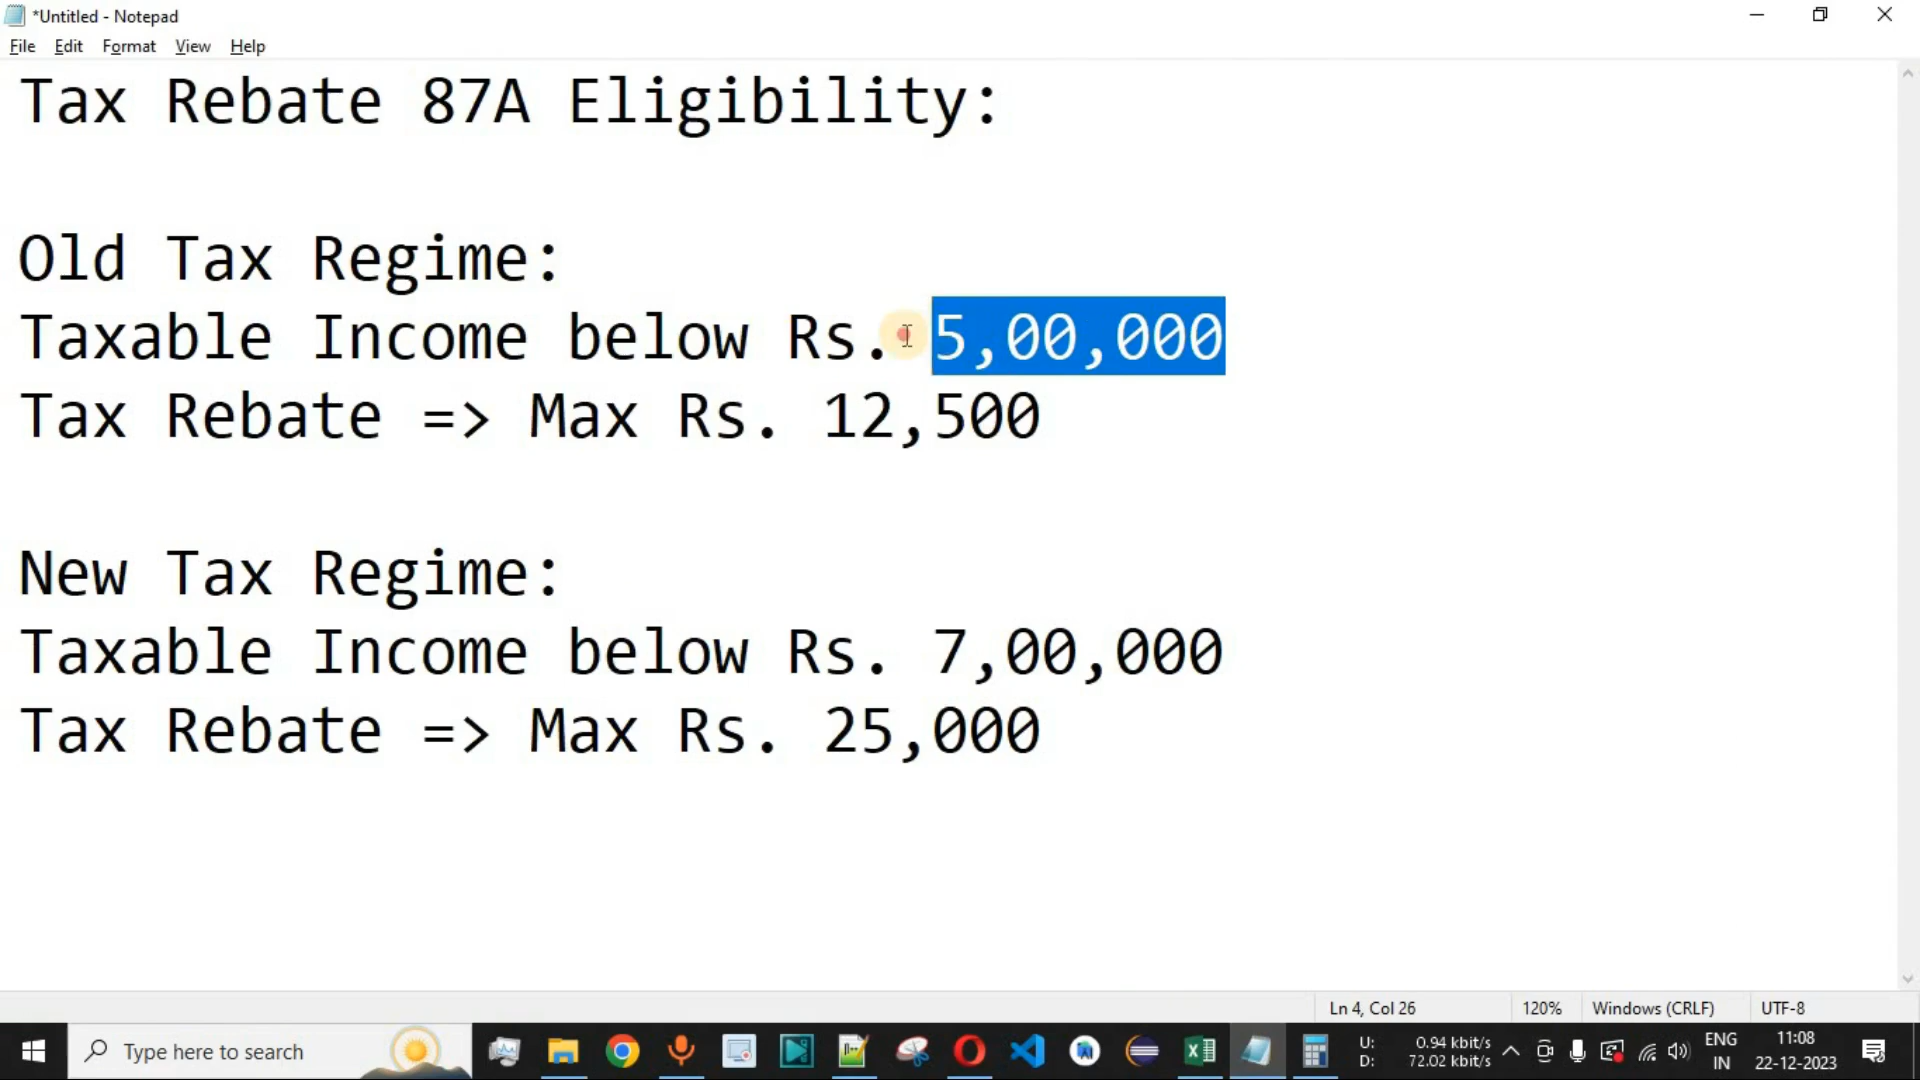 *Untitled - Notepad
File Edit Format View Help
Tax Rebate 87A Eligibility:
Old Tax Regime:
Taxable Income below Rs. 5,00,000
Tax Rebate => Max Rs. 12,500
New Tax Regime:
Taxable Income below Rs. 7,00,000
Tax Rebate => Max Rs. 25,000
Ln 4, Col 26 120% Windows (CRLF) UTF-8
Type here to search
U: 0.94 kbit/s
D: 72.02 kbit/s
ENG
IN
11:08
22-12-2023